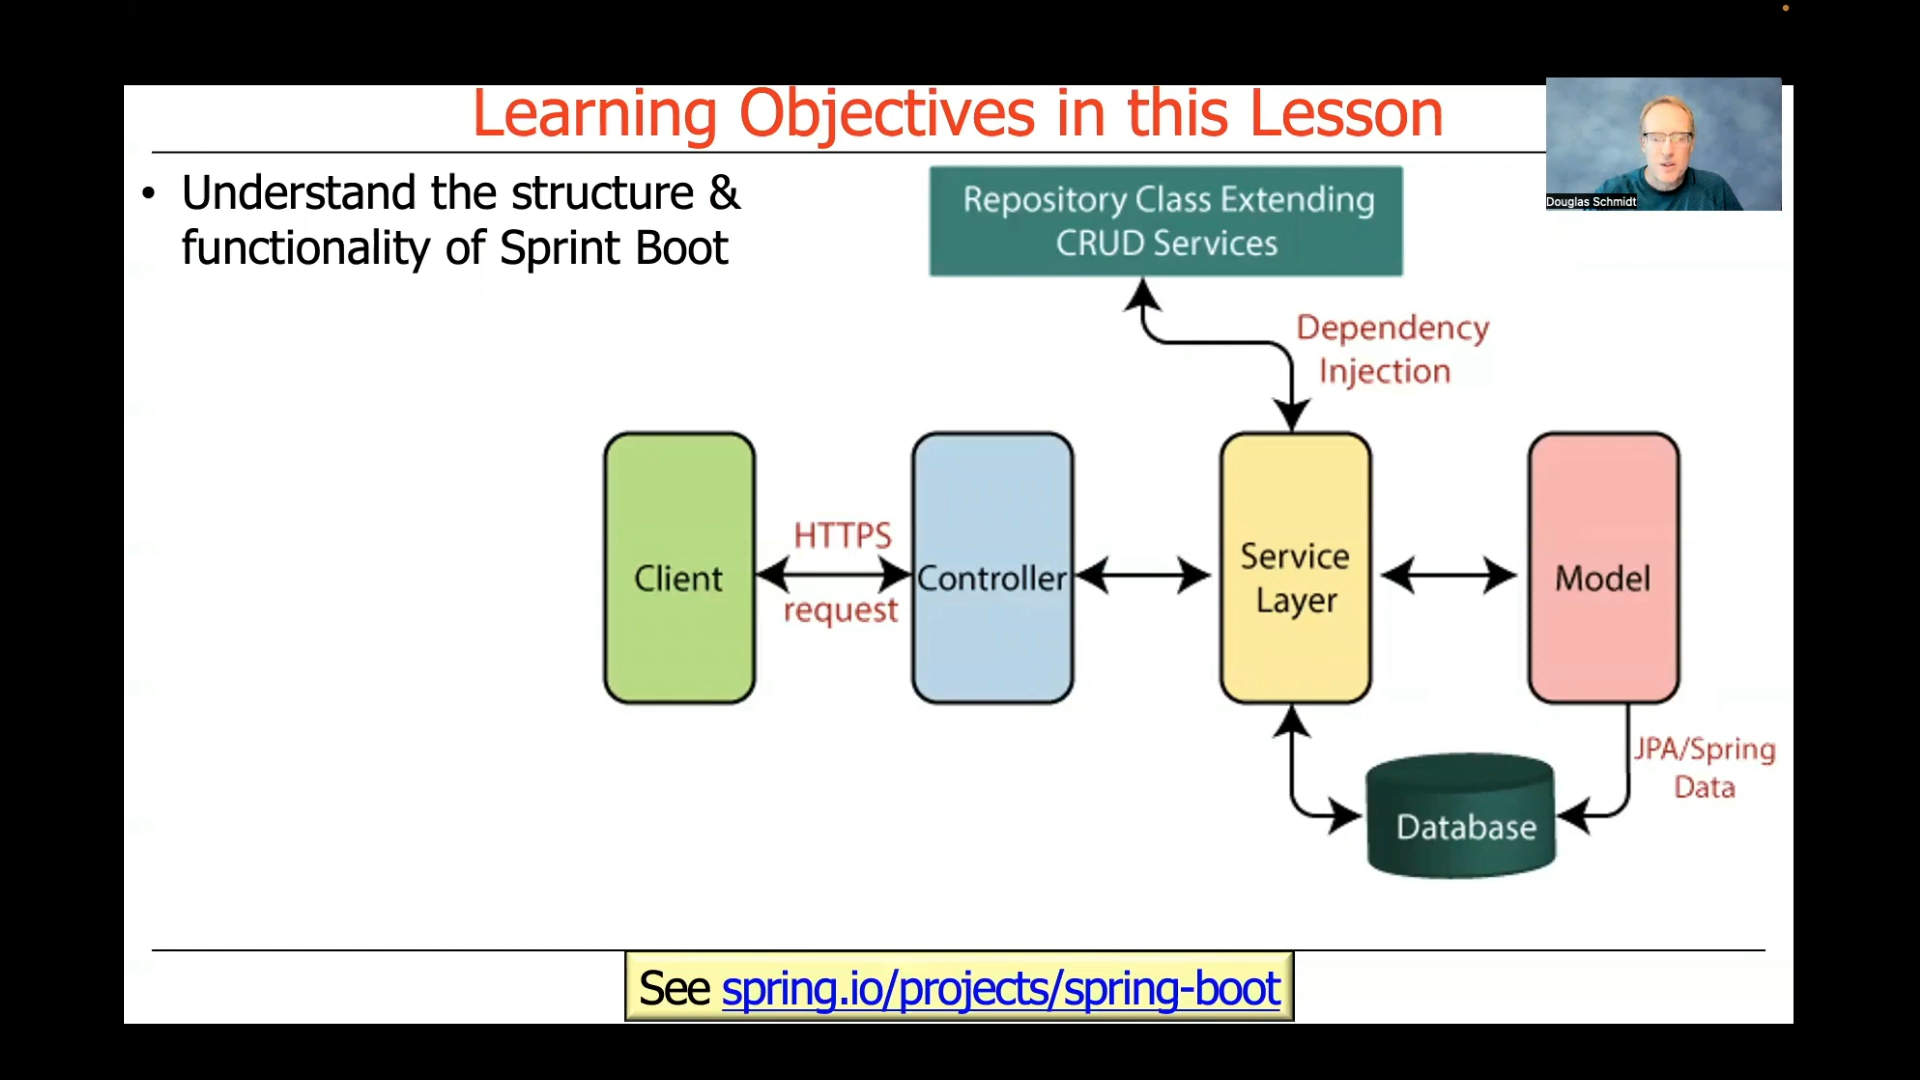 Learning Objectives in this Lesson
• Understand the structure &
functionality of Sprint Boot
Douglas Schmidt
Repository Class Extending
CRUD Services
Dependency
Injection
Client
HTTPS
request
Controller
Service
Layer
Model
JPA/Spring
Data
Database
See spring.io/projects/spring-boot